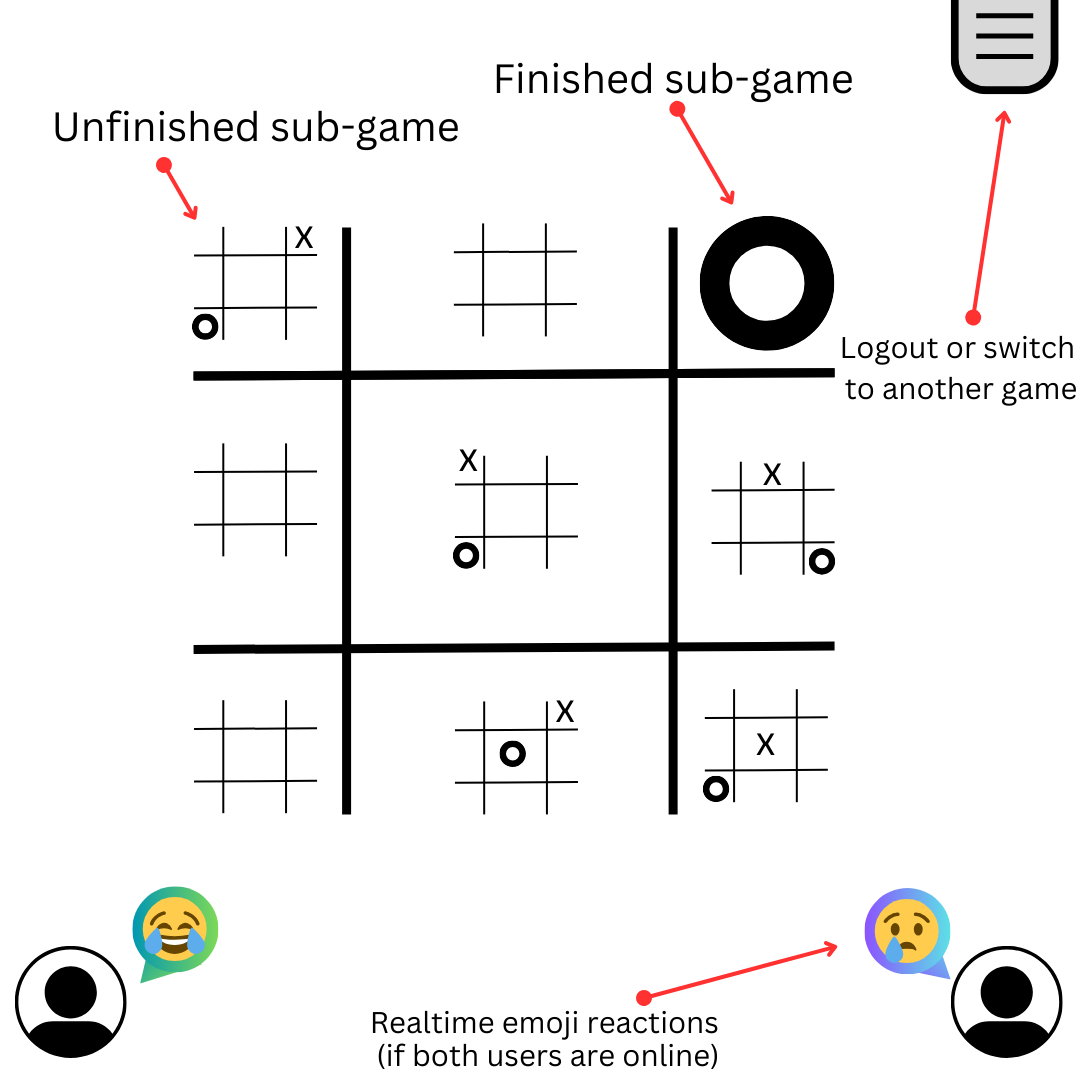 Finished sub-game
Unfinished sub-game
X
Logout or switch
to another game
X
X
X
X
Realtime emoji reactions
(if both users are online)